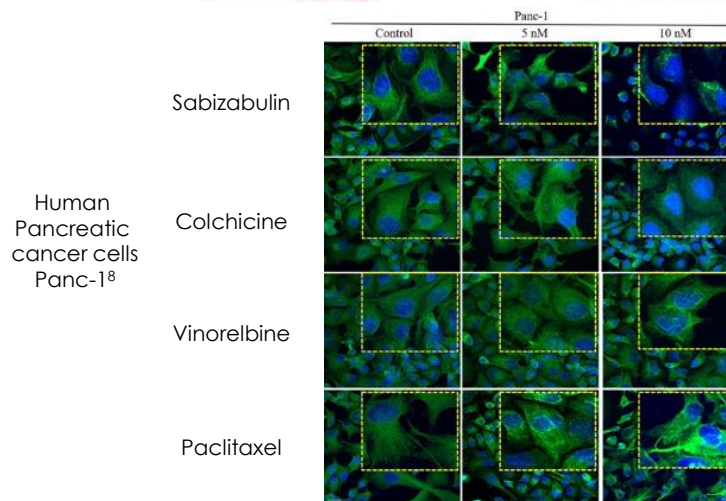 Panc-1
Control 5 nM 10 nM
Sabizabulin
Colchicine
Human
Pancreatic
cancer cells
Panc-1⁸
Vinorelbine
Paclitaxel